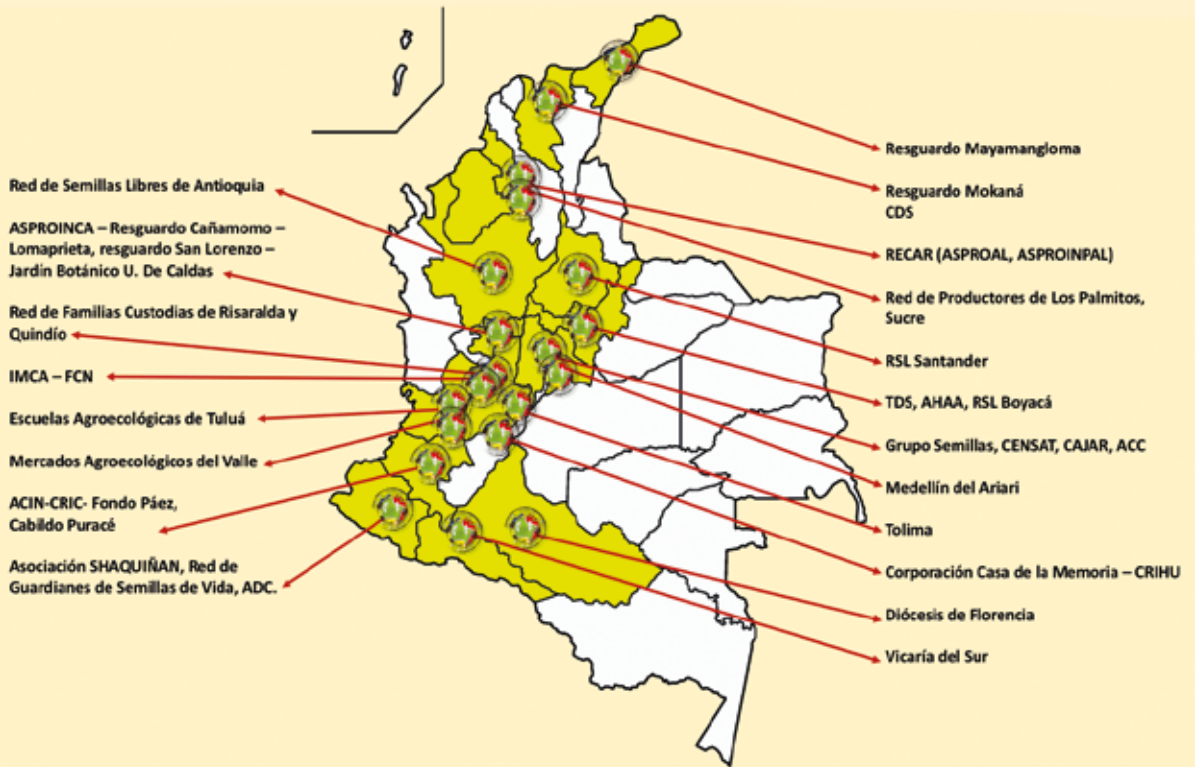 Red de Semillas Libres de Antioquia
ASPROINCA – Resguardo Cañamomo –
Lomaprieta, resguardo San Lorenzo –
Jardín Botánico U. De Caldas
Red de Familias Custodias de Risaralda y
Quindío
IMCA – FCN
Escuelas Agroecológicas de Tuluá
Mercados Agroecológicos del Valle
ACIN-CRIC- Fondo Páez,
Cabildo Puracé
Asociación SHAQUIÑAN, Red de
Guardianes de Semillas de Vida, ADC.
Resguardo Mayamangloma
Resguardo Mokaná
CDS
RECAR (ASPROAL, ASPROINPAL)
Red de Productores de Los Palmitos,
Sucre
RSL Santander
TDS, AHAA, RSL Boyacá
Grupo Semillas, CENSAT, CAJAR, ACC
Medellín del Ariari
Tolima
Corporación Casa de la Memoria – CRIHU
Diócesis de Florencia
Vicaría del Sur